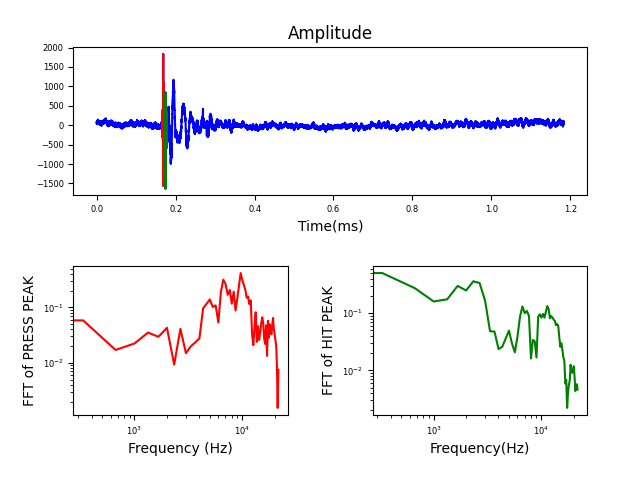 Amplitude
2000
1500
1000
500
0
−500
−1000
−1500
0.0 0.2 0.4 0.6 0.8 1.0 1.2
Time(ms)
FFT of PRESS PEAK
10⁻¹
10⁻²
10³ 10⁴
Frequency (Hz)
FFT of HIT PEAK
10⁻¹
10⁻²
10³ 10⁴
Frequency(Hz)